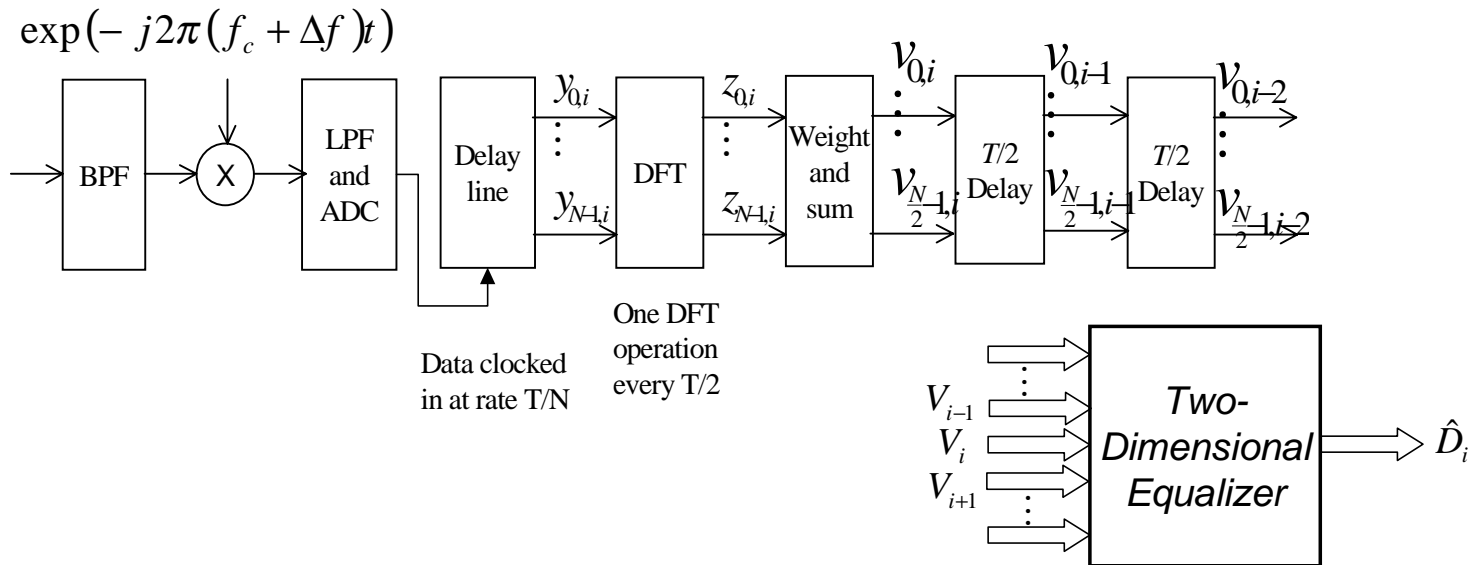 exp(− j2π(f_c + Δf)t)
BPF
X
LPF
and
ADC
Delay
line
y_{0,i}
⋮
y_{N−1,i}
DFT
z_{0,i}
⋮
z_{N−1,i}
Weight
and
sum
v_{0,i}
⋮
v_{N/2−1,i}
T/2
Delay
v_{0,i−1}
⋮
v_{N/2−1,i−1}
T/2
Delay
v_{0,i−2}
⋮
v_{N/2−1,i−2}
Data clocked
in at rate T/N
One DFT
operation
every T/2
⋮
V_{i−1}
V_i
V_{i+1}
⋮
Two-
Dimensional
Equalizer
D̂_i